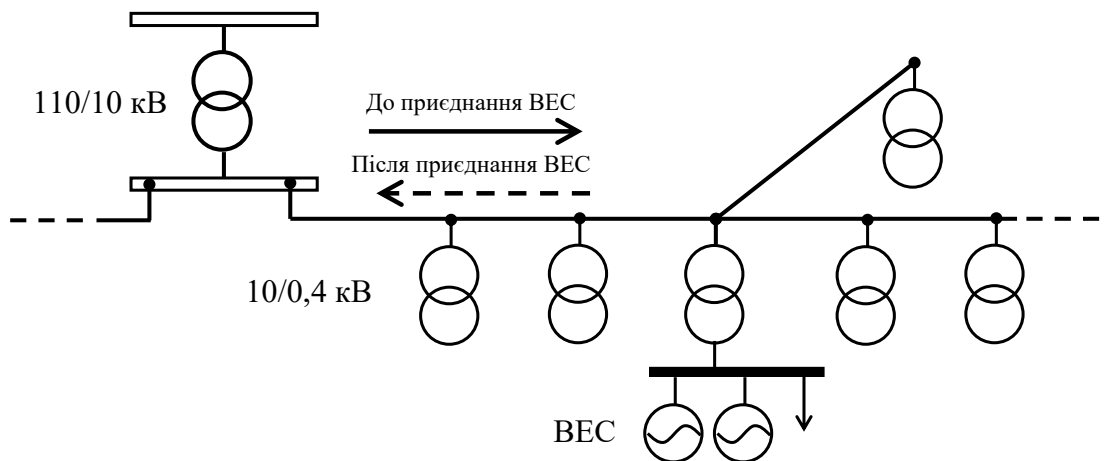 110/10 кВ
До приєднання ВЕС
Після приєднання ВЕС
10/0,4 кВ
ВЕС